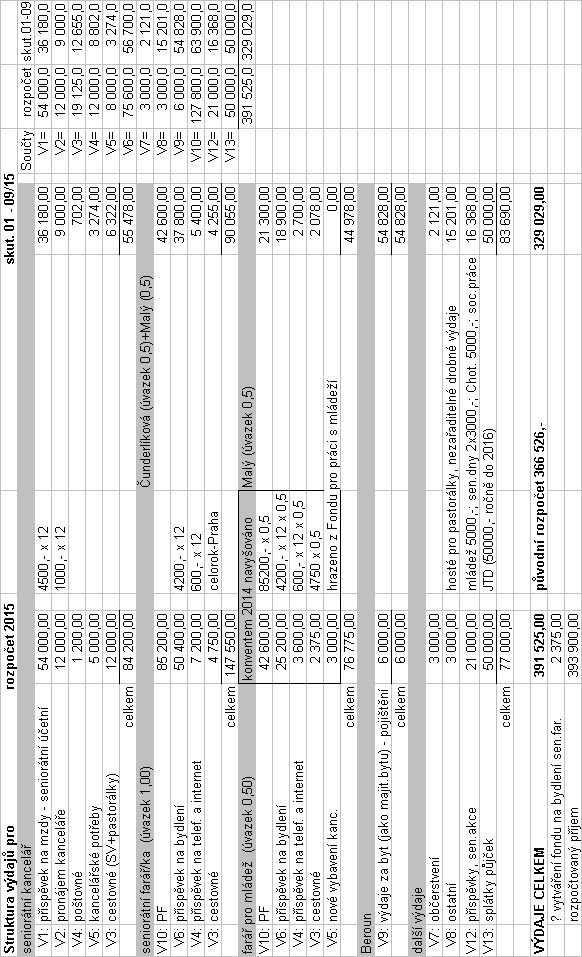 Struktura výdajů pro rozpočet 2015 skut. 01 - 09/15
seniorátní kancelář Součty rozpočet skut.01-09
V1: příspěvek na mzdy - seniorátní účetní 54 000,00 4500,- x 12 36 180,00 V1= 54 000,0 36 180,0
V2: pronájem kanceláře 12 000,00 1000,- x 12 9 000,00 V2= 12 000,0 9 000,0
V4: poštovné 1 200,00 702,00 V3= 19 125,0 12 655,0
V5: kancelářské potřeby 5 000,00 3 274,00 V4= 12 000,0 8 802,0
V3: cestovné (SV+pastorálky) 12 000,00 6 322,00 V5= 8 000,0 3 274,0
celkem 84 200,00 55 478,00 V6= 75 600,0 56 700,0
seniorátní farář/ka (úvazek 1,00) Čunderlíková (úvazek 0,5)+Malý (0,5) V7= 3 000,0 2 121,0
V10: PF 85 200,00 42 600,00 V8= 3 000,0 15 201,0
V6: příspěvek na bydlení 50 400,00 4200,- x 12 37 800,00 V9= 6 000,0 54 828,0
V4: příspěvek na telef. a internet 7 200,00 600,- x 12 5 400,00 V10= 127 800,0 63 900,0
V3: cestovné 4 750,00 celorok-Praha 4 255,00 V12= 21 000,0 16 368,0
celkem 147 550,00 90 055,00 V13= 50 000,0 50 000,0
farář pro mládež (úvazek 0,50) konventem 2014 navyšováno Malý (úvazek 0,5) 391 525,0 329 029,0
V10: PF 42 600,00 85200,- x 0,5 21 300,00
V6: příspěvek na bydlení 25 200,00 4200,- x 12 x 0,5 18 900,00
V4: příspěvek na telef. a internet 3 600,00 600,- x 12 x 0,5 2 700,00
V3: cestovné 2 375,00 4750 x 0,5 2 078,00
V5: nové vybavení kanc. 3 000,00 hrazeno z Fondu pro práci s mládeží 0,00
celkem 76 775,00 44 978,00
Beroun
V9: výdaje za byt (jako majit.bytu) - pojištění 6 000,00 54 828,00
celkem 6 000,00 54 828,00
další výdaje
V7: občerstvení 3 000,00 2 121,00
V8: ostatní 3 000,00 hosté pro pastorálky, nezařaditelné drobné výdaje 15 201,00
V12: příspěvky, sen.akce 21 000,00 mládež 5000,-; sen.dny 2x3000,-; Chot. 5000,-; soc.práce 16 368,00
V13: splátky půjček 50 000,00 JTD (50000,- ročně do 2016) 50 000,00
celkem 77 000,00 83 690,00
VÝDAJE CELKEM 391 525,00 původní rozpočet 366 526,- 329 029,00
? vytváření fondu na bydlení sen.far. 2 375,00
rozpočtovaný příjem 393 900,00